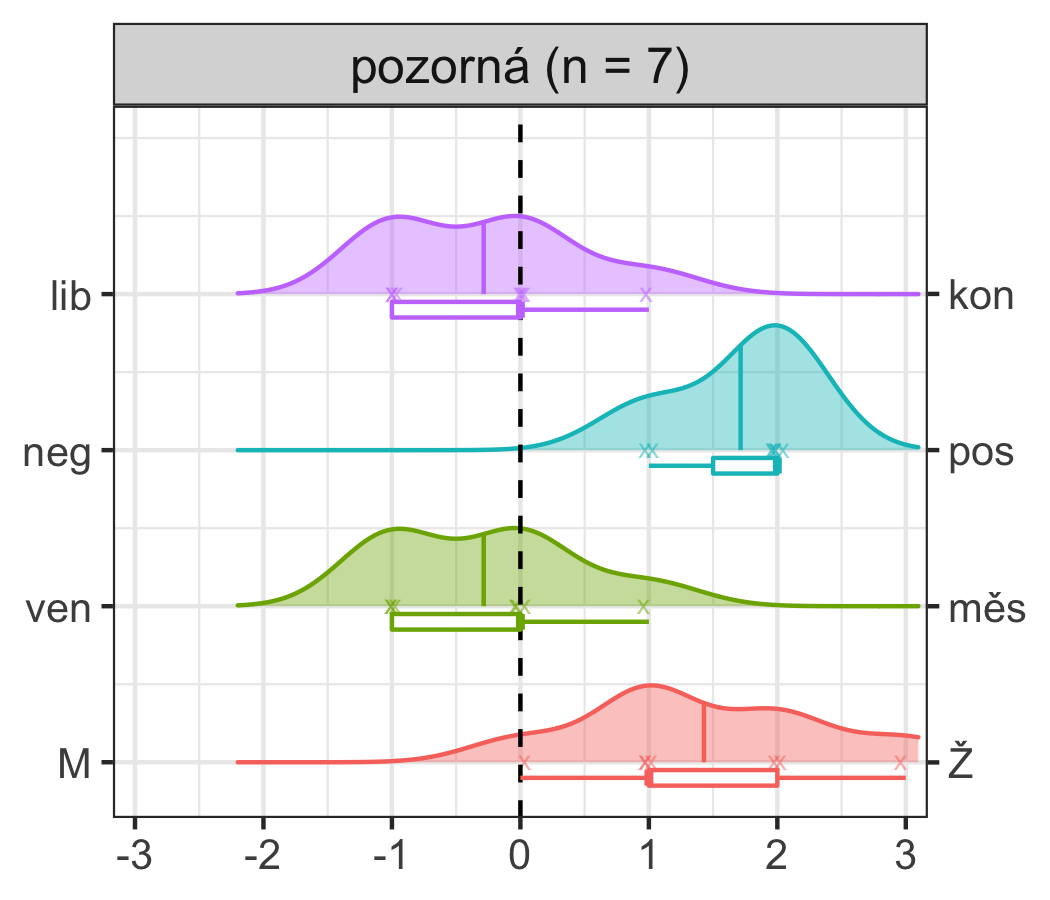 pozorná (n = 7)
lib kon
neg pos
ven měs
M Ž
-3 -2 -1 0 1 2 3